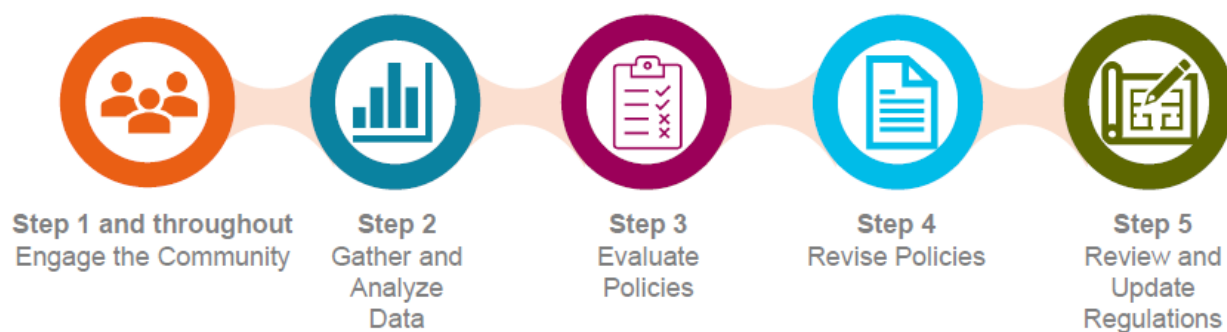 Step 1 and throughout
Engage the Community
Step 2
Gather and
Analyze
Data
Step 3
Evaluate
Policies
Step 4
Revise Policies
Step 5
Review and
Update
Regulations